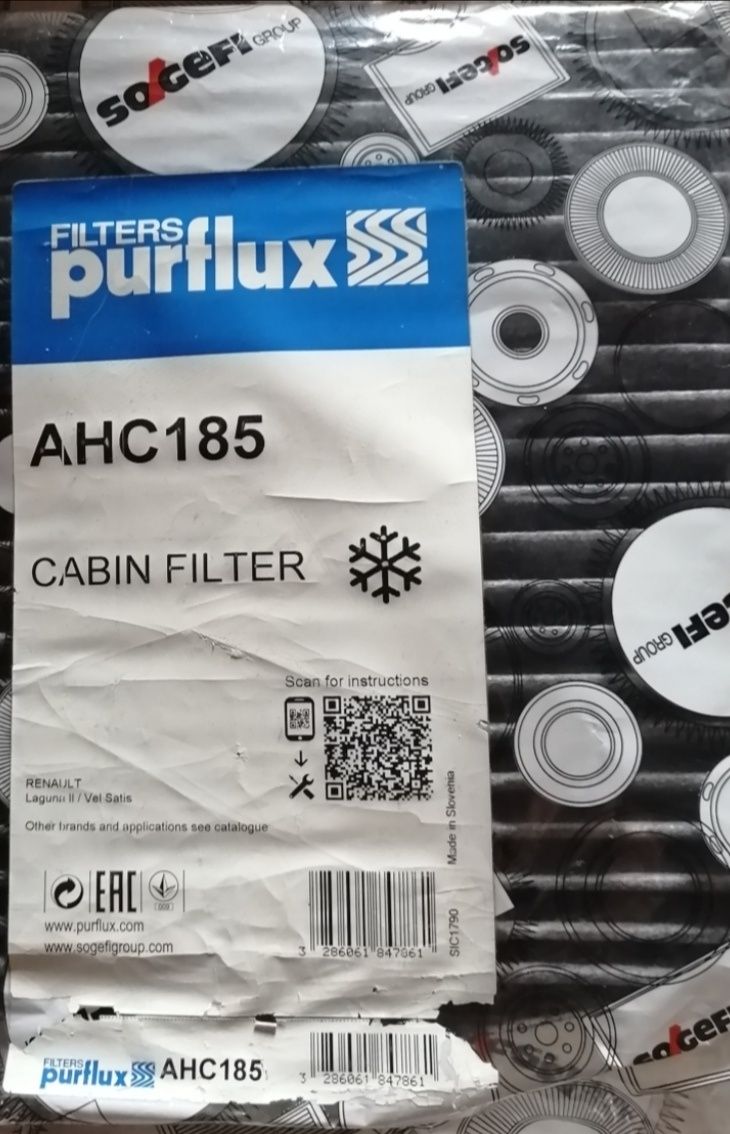 SOGEFI GROUP
SOGEFI GROUP
FILTERS
purflux
AHC185
CABIN FILTER
Scan for instructions
RENAULT
Laguna II / Vel Satis
Other brands and applications see catalogue
Made in Slovenia
EAC
009
www.purflux.com
www.sogefigroup.com
3 286061 847861
SIC1790
GEFI GROUP
SOGEFI
FILTERS
purflux AHC185
3 286061 847861